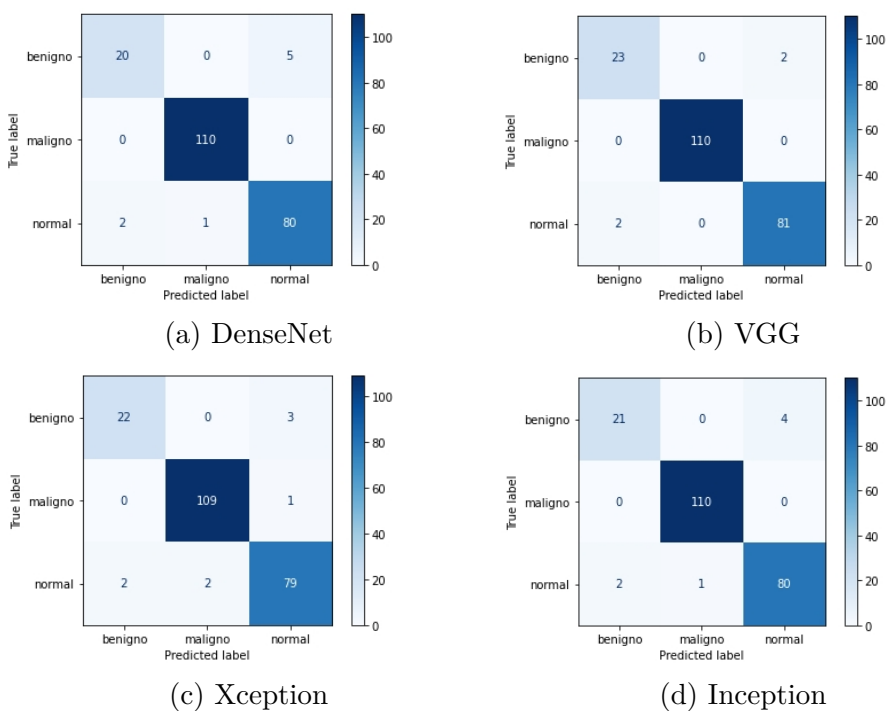 benigno 20 0 5
maligno 0 110 0
normal 2 1 80
benigno maligno normal
Predicted label
True label
100
80
60
40
20
0
(a) DenseNet
benigno 23 0 2
maligno 0 110 0
normal 2 0 81
benigno maligno normal
Predicted label
True label
100
80
60
40
20
0
(b) VGG
benigno 22 0 3
maligno 0 109 1
normal 2 2 79
benigno maligno normal
Predicted label
True label
100
80
60
40
20
0
(c) Xception
benigno 21 0 4
maligno 0 110 0
normal 2 1 80
benigno maligno normal
Predicted label
True label
100
80
60
40
20
0
(d) Inception